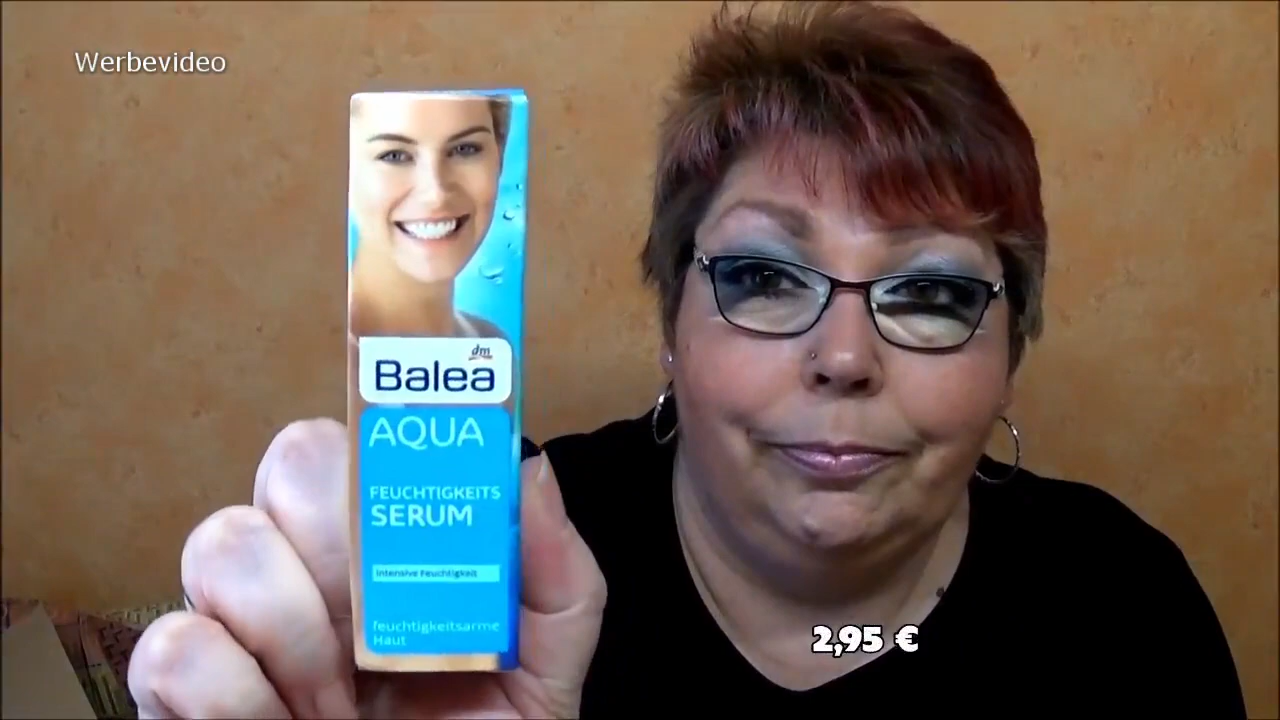 Werbevideo
dm
Balea
AQUA
FEUCHTIGKEITS
SERUM
Intensive Feuchtigkeit
feuchtigkeitsarme
Haut
2,95 €